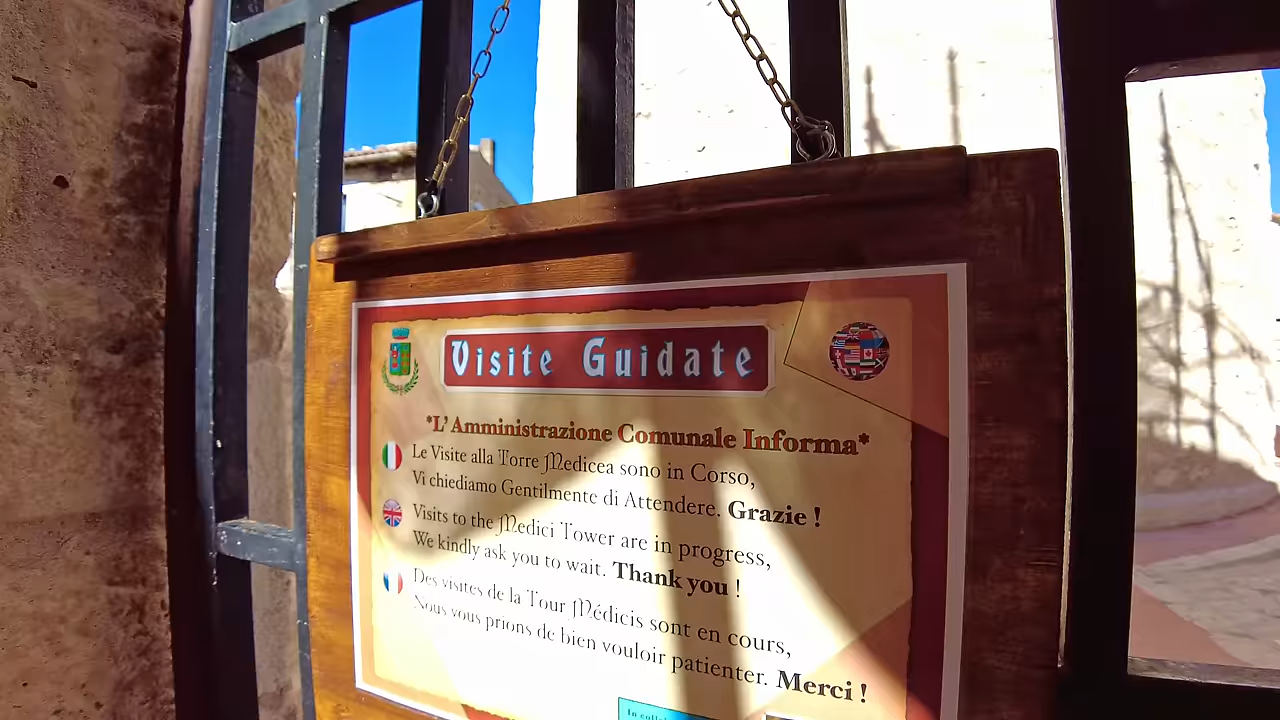 Visite Guidate
*L' Amministrazione Comunale Informa*
Le Visite alla Torre Medicea sono in Corso,
Vi chiediamo Gentilmente di Attendere. Grazie !
Visits to the Medici Tower are in progress,
We kindly ask you to wait. Thank you !
Des visites de la Tour Médicis sont en cours,
Nous vous prions de bien vouloir patienter. Merci !
In